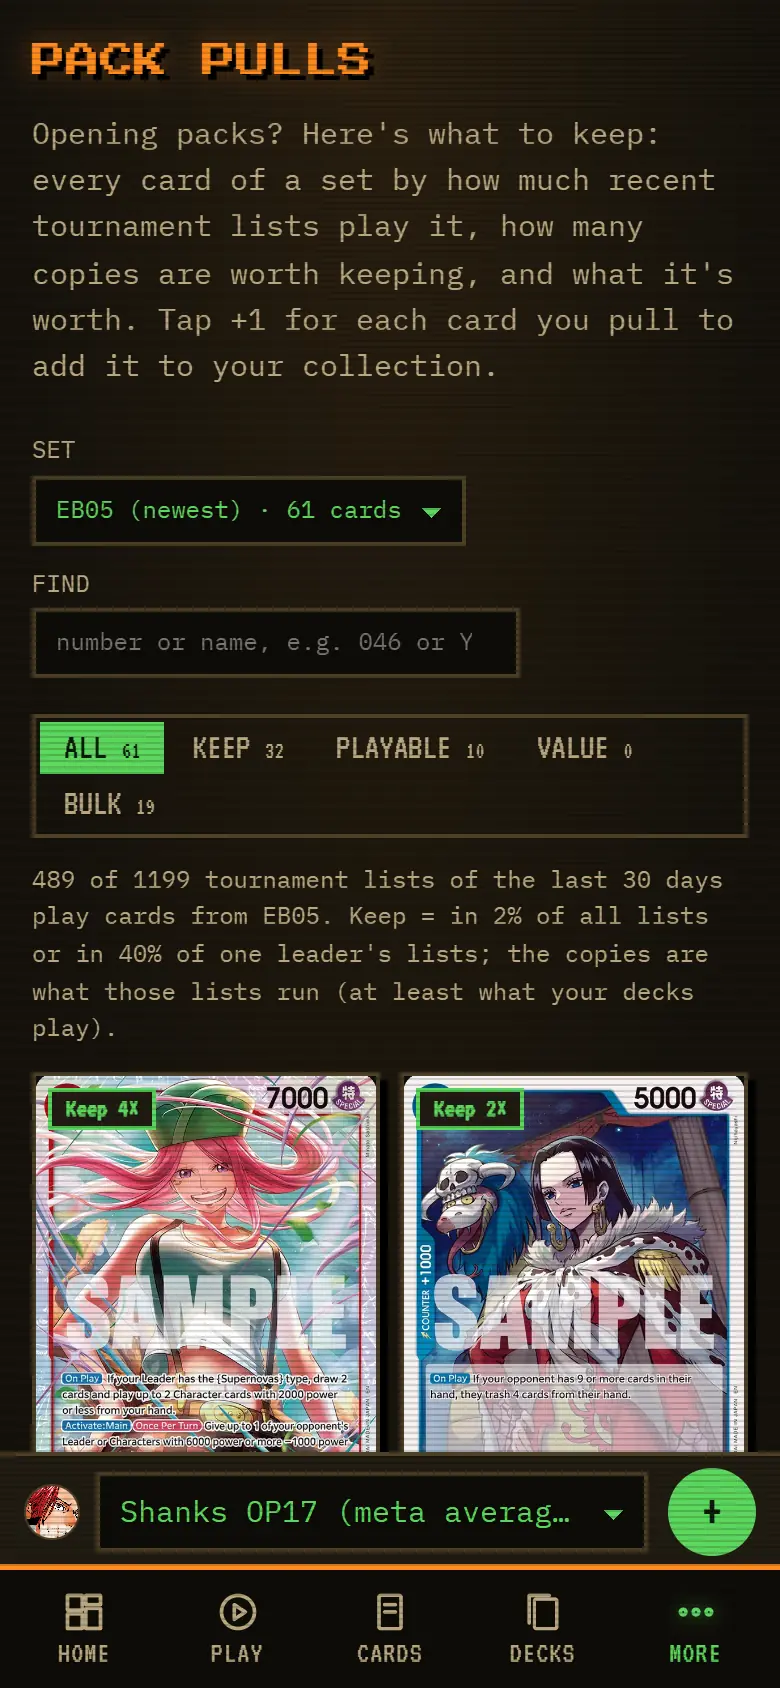 PACK PULLS
Opening packs? Here's what to keep:
every card of a set by how much recent
tournament lists play it, how many
copies are worth keeping, and what it's
worth. Tap +1 for each card you pull to
add it to your collection.
SET
EB05 (newest) · 61 cards
FIND
number or name, e.g. 046 or Y
ALL 61 KEEP 32 PLAYABLE 10 VALUE 0
BULK 19
489 of 1199 tournament lists of the last 30 days
play cards from EB05. Keep = in 2% of all lists
or in 40% of one leader's lists; the copies are
what those lists run (at least what your decks
play).
Keep 4x
7000
特
SPECIAL
SAMPLE
On Play If your Leader has the {Supernovas} type, draw 2
cards and play up to 2 Character cards with 2000 power
or less from your hand.
Activate:Main Once Per Turn Give up to 1 of your opponent's
Leader or Characters with 6000 power or more −1000 power
Keep 2x
5000
特
SPECIAL
COUNTER +1000
SAMPLE
On Play If your opponent has 9 or more cards in their
hand, they trash 4 cards from their hand.
Shanks OP17 (meta averag…
+
HOME PLAY CARDS DECKS MORE